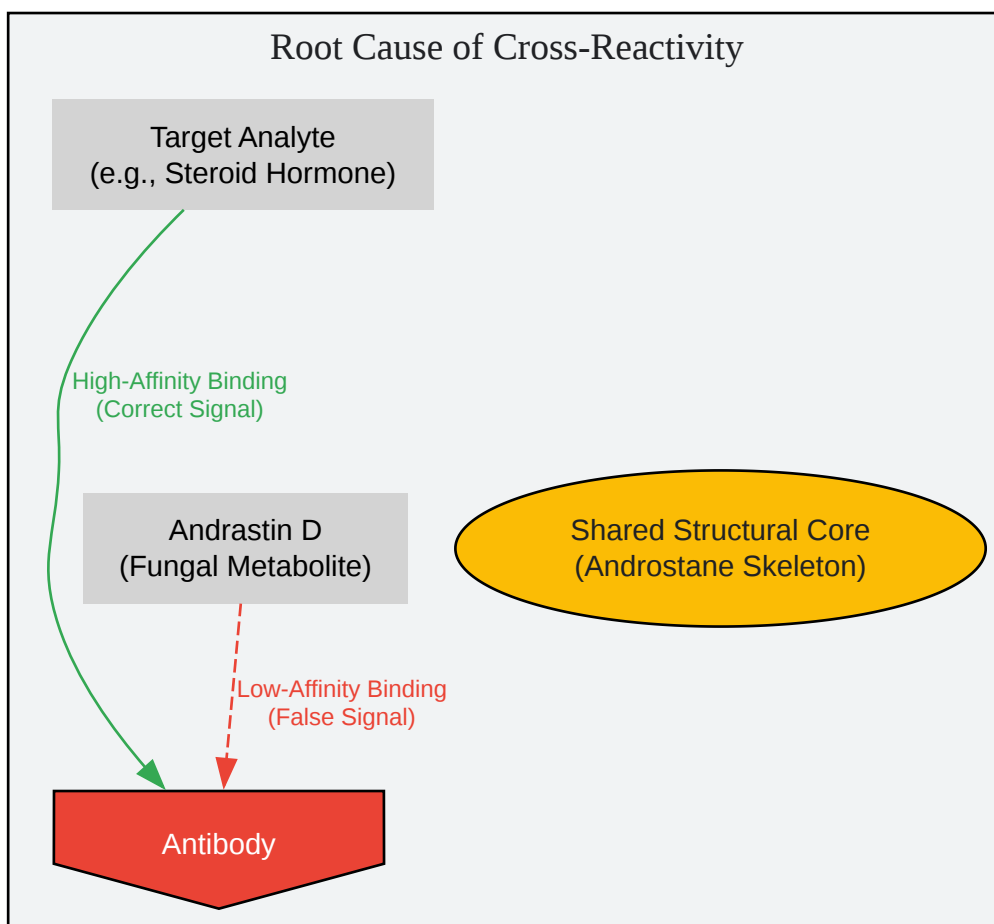 Root Cause of Cross-Reactivity
Target Analyte
(e.g., Steroid Hormone)
High-Affinity Binding
(Correct Signal)
Andrastin D
(Fungal Metabolite)
Shared Structural Core
(Androstane Skeleton)
Low-Affinity Binding
(False Signal)
Antibody